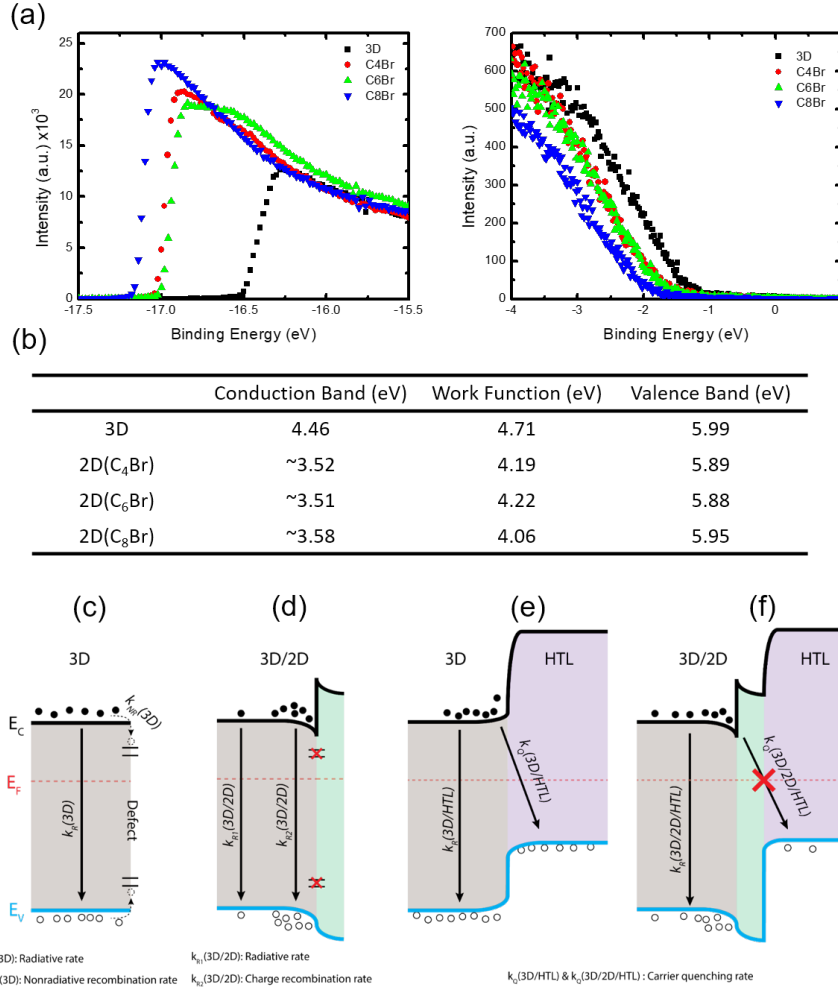 (a)
25
20
15
10
5
0
Intensity (a.u.) x10³
-17.5 -17.0 -16.5 -16.0 -15.5
Binding Energy (eV)
3D
C4Br
C6Br
C8Br
700
600
500
400
300
200
100
0
Intensity (a.u.)
-4 -3 -2 -1 0
Binding Energy (eV)
3D
C4Br
C6Br
C8Br
(b)
Conduction Band (eV) Work Function (eV) Valence Band (eV)
3D 4.46 4.71 5.99
2D(C₄Br) ~3.52 4.19 5.89
2D(C₆Br) ~3.51 4.22 5.88
2D(C₈Br) ~3.58 4.06 5.95
(c) (d) (e) (f)
3D
E_C
E_F
E_V
k_NR(3D)
k_R(3D)
Defect
3D/2D
k_R1(3D/2D)
k_R2(3D/2D)
3D HTL
k_R(3D/HTL)
k_Q(3D/HTL)
3D/2D HTL
k_R(3D/2D/HTL)
k_Q(3D/2D/HTL)
3D): Radiative rate
(3D): Nonradiative recombination rate
k_R1(3D/2D): Radiative rate
k_R2(3D/2D): Charge recombination rate
k_Q(3D/HTL) & k_Q(3D/2D/HTL) : Carrier quenching rate